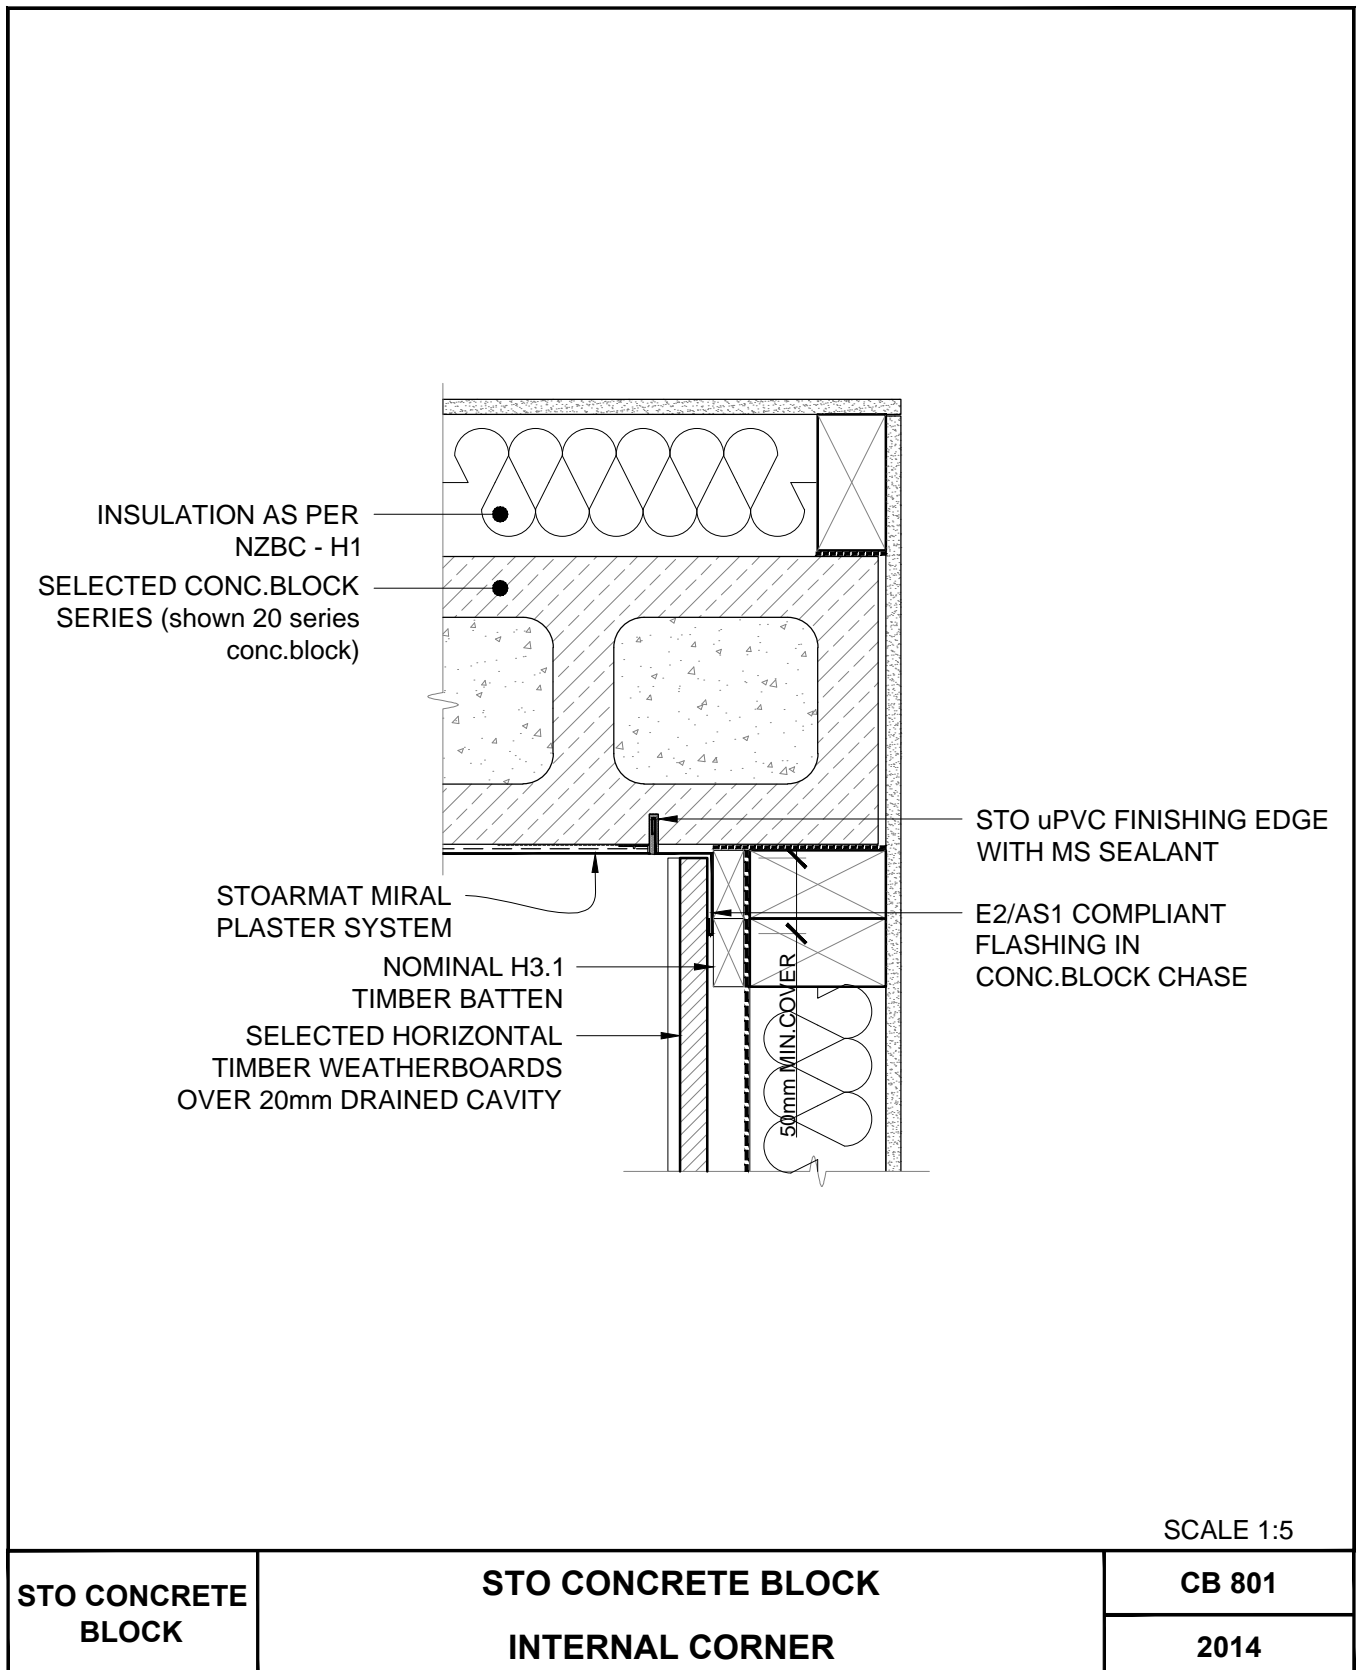 INSULATION AS PER
NZBC - H1
SELECTED CONC.BLOCK
SERIES (shown 20 series
conc.block)
STO uPVC FINISHING EDGE
WITH MS SEALANT
STOARMAT MIRAL
PLASTER SYSTEM
E2/AS1 COMPLIANT
FLASHING IN
CONC.BLOCK CHASE
NOMINAL H3.1
TIMBER BATTEN
50mm MIN.COVER
SELECTED HORIZONTAL
TIMBER WEATHERBOARDS
OVER 20mm DRAINED CAVITY
SCALE 1:5
STO CONCRETE
BLOCK
STO CONCRETE BLOCK
INTERNAL CORNER
CB 801
2014